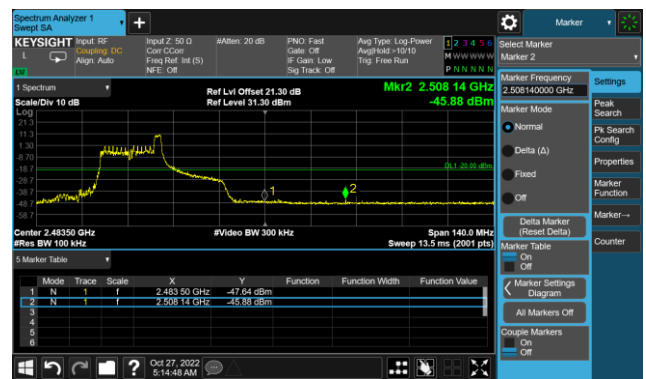 Spectrum Analyzer 1
Swept SA
+
Marker
KEYSIGHT
L
LW
Input: RF
Coupling: DC
Align: Auto
Input Z: 50 Ω
Corr CCorr
Freq Ref: Int (S)
NFE: Off
#Atten: 20 dB
PNO: Fast
Gate: Off
IF Gain: Low
Sig Track: Off
Avg Type: Log-Power
Avg|Hold:>10/10
Trig: Free Run
1 2 3 4 5 6
M W W W W W
P N N N N N
Select Marker
Marker 2
1 Spectrum
Scale/Div 10 dB
Log
Ref Lvl Offset 21.30 dB
Ref Level 31.30 dBm
Mkr2 2.508 14 GHz
-45.88 dBm
21.3
11.3
1.30
-8.70
-18.7
-28.7
-38.7
-48.7
-58.7
DL1 -20.00 dBm
1
2
Center 2.48350 GHz
#Res BW 100 kHz
#Video BW 300 kHz
Span 140.0 MHz
Sweep 13.5 ms (2001 pts)
5 Marker Table
Mode Trace Scale X Y Function Function Width Function Value
1 N 1 f 2.483 50 GHz -47.64 dBm
2 N 1 f 2.508 14 GHz -45.88 dBm
3
4
5
6
Marker Frequency
2.508140000 GHz
Marker Mode
Normal
Delta (Δ)
Fixed
Off
Delta Marker
(Reset Delta)
Marker Table
On
Off
Marker Settings
Diagram
All Markers Off
Couple Markers
On
Off
Settings
Peak
Search
Pk Search
Config
Properties
Marker
Function
Marker→
Counter
?
Oct 27, 2022
5:14:48 AM